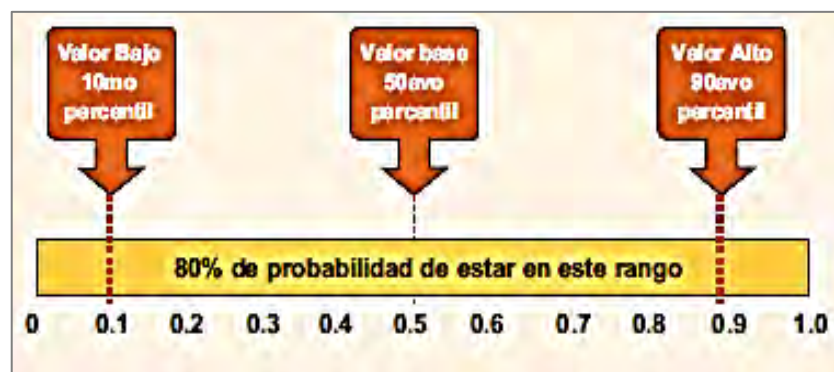 Valor Bajo
10mo
percentil
Valor base
50avo
percentil
Valor Alto
90avo
percentil
80% de probabilidad de estar en este rango
0 0.1 0.2 0.3 0.4 0.5 0.6 0.7 0.8 0.9 1.0